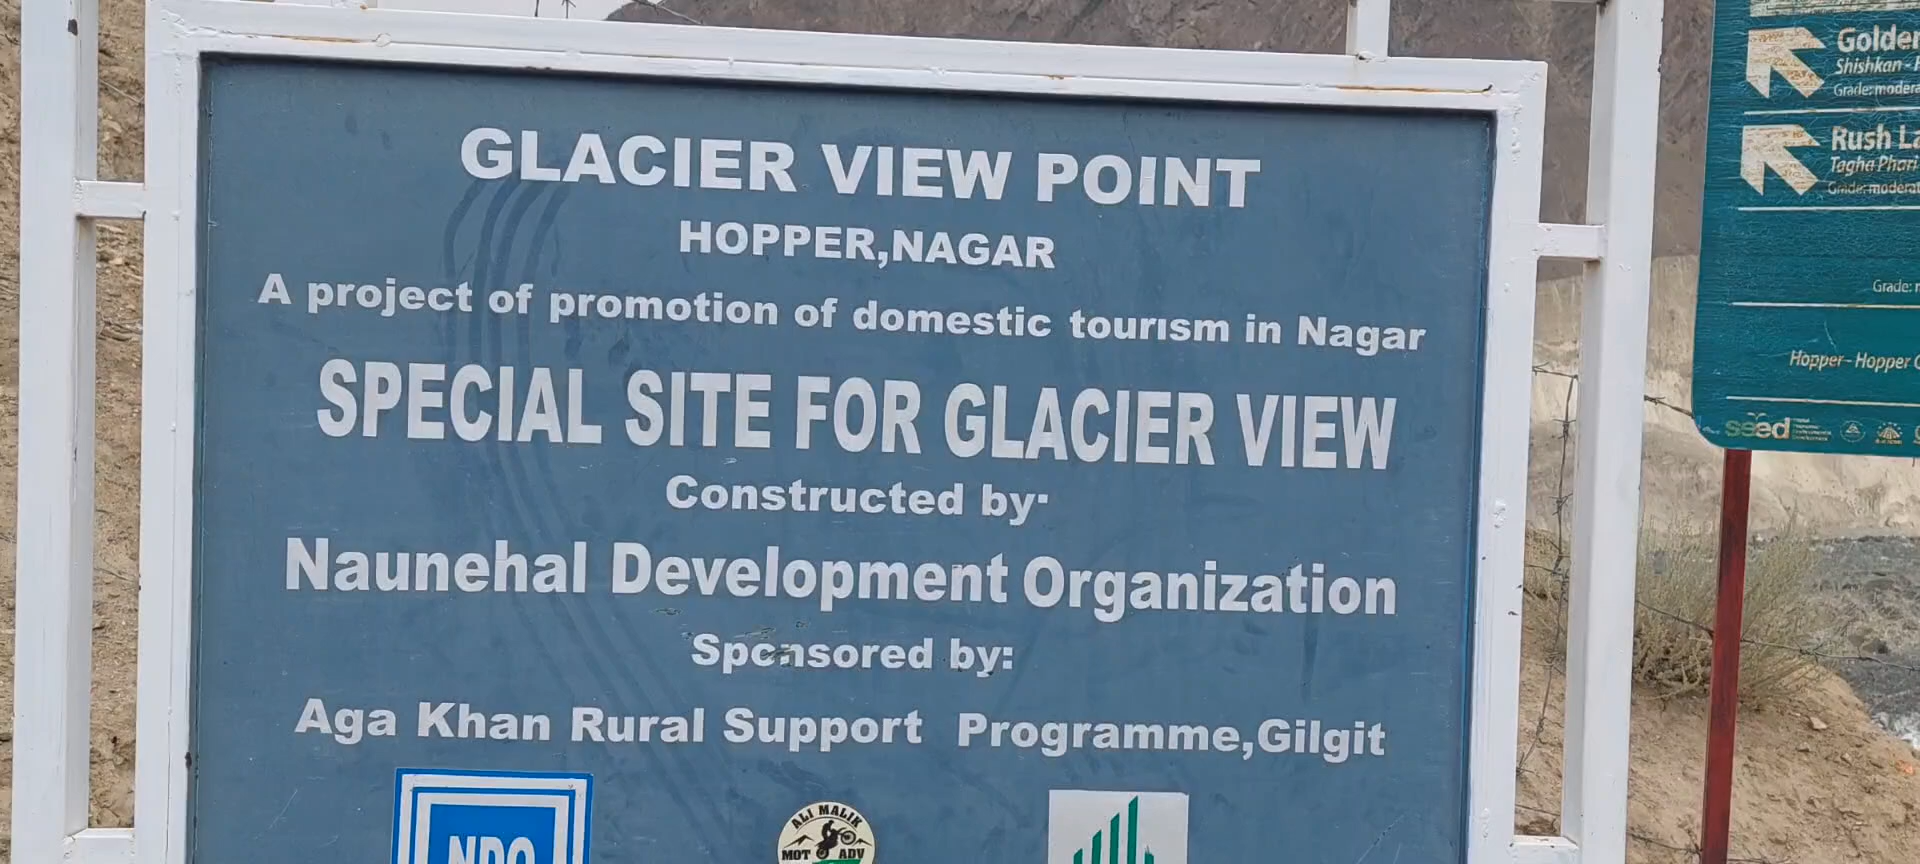 GLACIER VIEW POINT
HOPPER,NAGAR
A project of promotion of domestic tourism in Nagar
SPECIAL SITE FOR GLACIER VIEW
Constructed by:
Naunehal Development Organization
Sponsored by:
Aga Khan Rural Support Programme,Gilgit
NDO
ALI MALIK
MOT ADV
Golden
Shishkan -
Grade: modera
Rush La
Tagha Phari
Grade: moderat
Grade:
Hopper - Hopper
seed